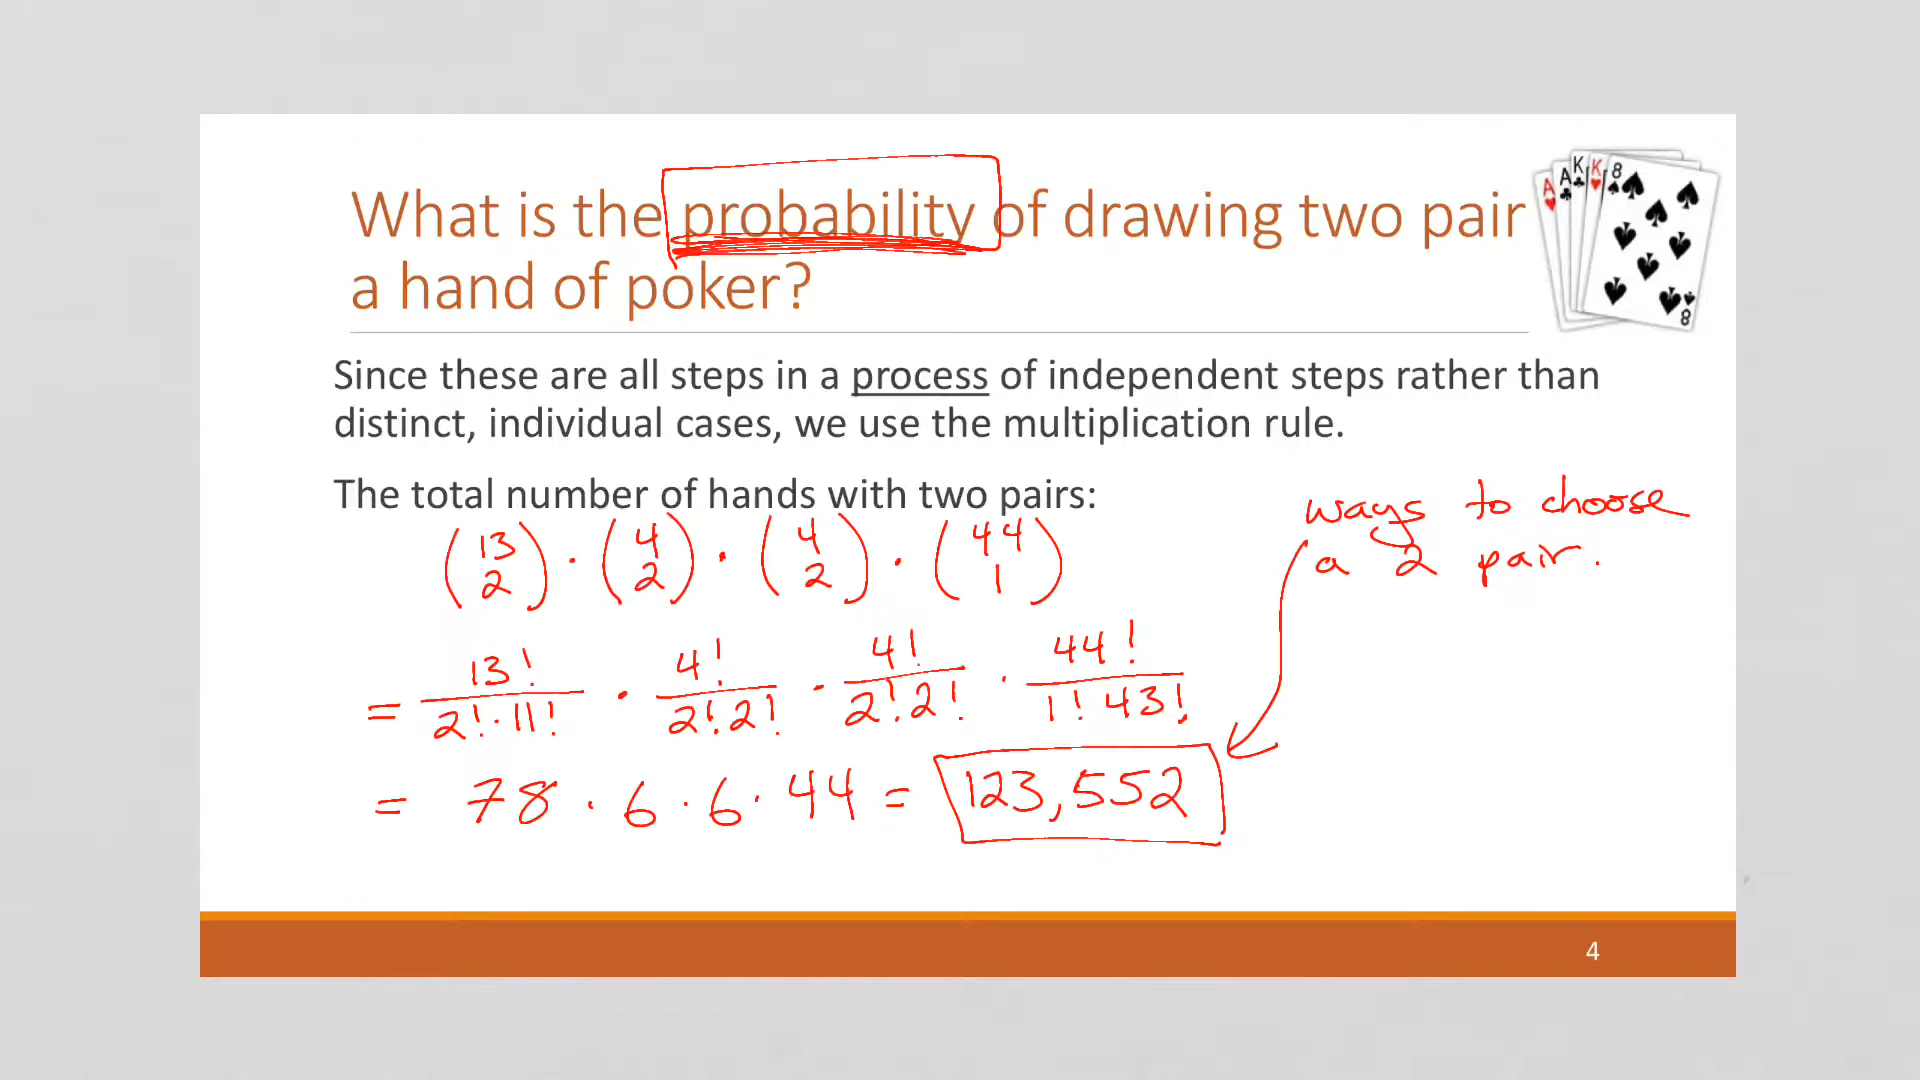 What is the probability of drawing two pair
a hand of poker?
A A K K 8
8
Since these are all steps in a process of independent steps rather than
distinct, individual cases, we use the multiplication rule.
The total number of hands with two pairs:
ways to choose
a 2 pair.
(13 2) · (4 2) · (4 2) · (44 1)
= 13!/2!·11! · 4!/2!2! · 4!/2!2! · 44!/1!43!
= 78 · 6 · 6 · 44 = 123,552
4